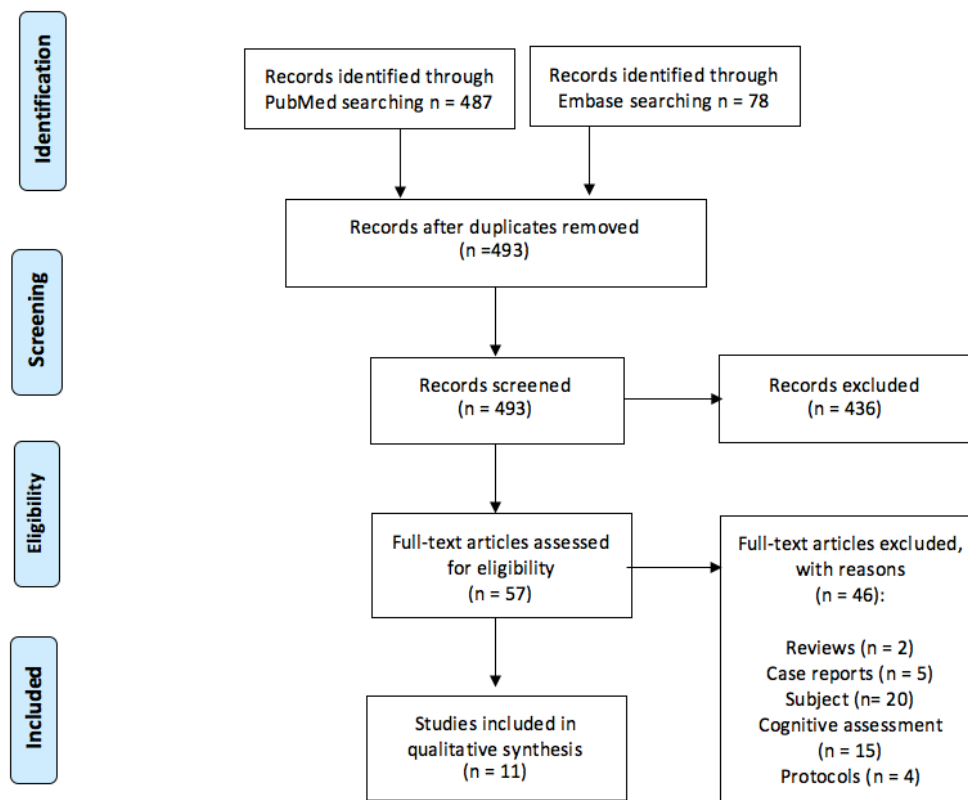 Identification
Records identified through
PubMed searching n = 487
Records identified through
Embase searching n = 78
Records after duplicates removed
(n =493)
Screening
Records screened
(n = 493)
Records excluded
(n = 436)
Eligibility
Full-text articles assessed
for eligibility
(n = 57)
Full-text articles excluded,
with reasons
(n = 46):
Reviews (n = 2)
Case reports (n = 5)
Subject (n= 20)
Cognitive assessment
(n = 15)
Protocols (n = 4)
Included
Studies included in
qualitative synthesis
(n = 11)